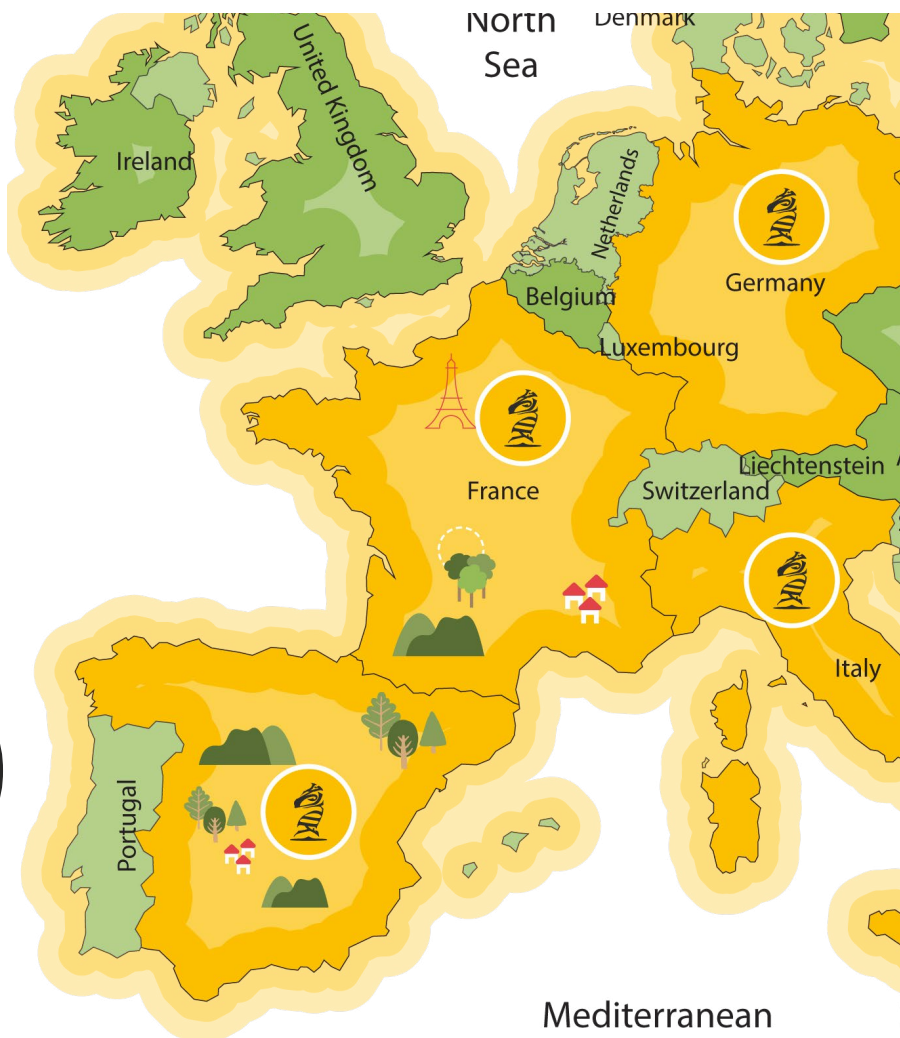 North
Sea
Denmark
United Kingdom
Ireland
Netherlands
Germany
Belgium
Luxembourg
Liechtenstein
Switzerland
France
Italy
Portugal
Mediterranean